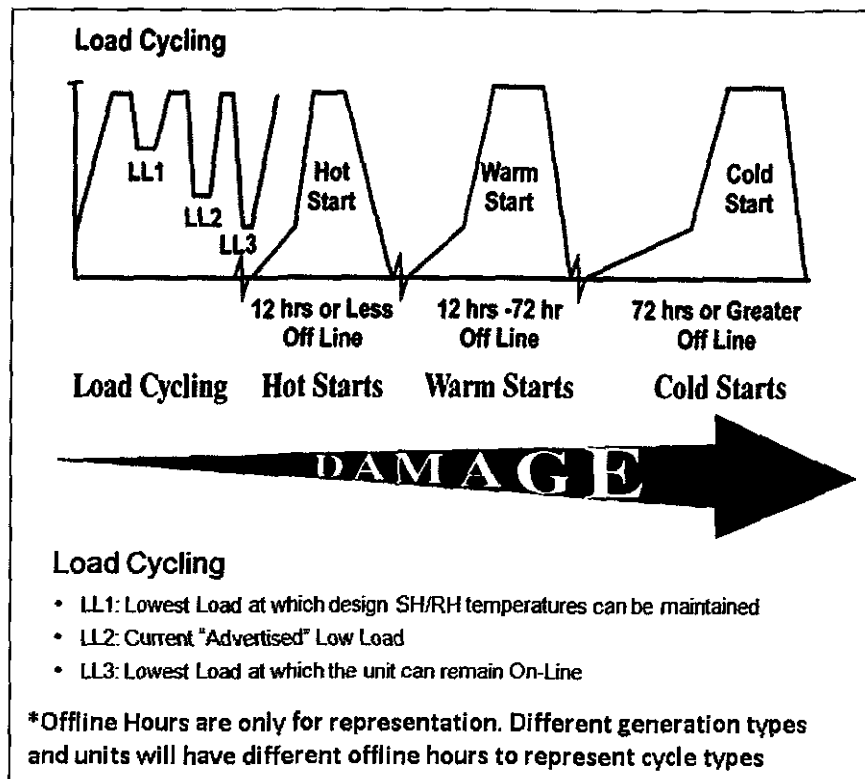 Load Cycling
LL1
LL2
LL3
Hot
Start
Warm
Start
Cold
Start
12 hrs or Less
Off Line
12 hrs -72 hr
Off Line
72 hrs or Greater
Off Line
Load Cycling
Hot Starts
Warm Starts
Cold Starts
DAMAGE
Load Cycling
• LL1: Lowest Load at which design SH/RH temperatures can be maintained
• LL2: Current "Advertised" Low Load
• LL3: Lowest Load at which the unit can remain On-Line
*Offline Hours are only for representation. Different generation types
and units will have different offline hours to represent cycle types